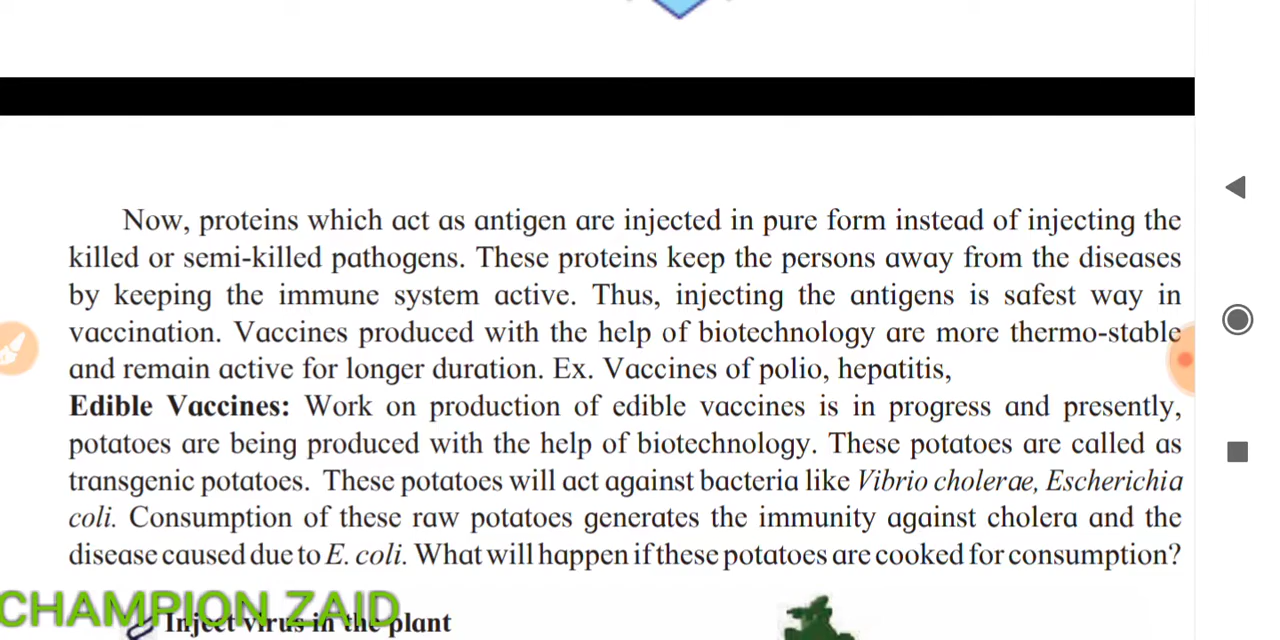 Now, proteins which act as antigen are injected in pure form instead of injecting the
killed or semi-killed pathogens. These proteins keep the persons away from the diseases
by keeping the immune system active. Thus, injecting the antigens is safest way in
vaccination. Vaccines produced with the help of biotechnology are more thermo-stable
and remain active for longer duration. Ex. Vaccines of polio, hepatitis,
Edible Vaccines: Work on production of edible vaccines is in progress and presently,
potatoes are being produced with the help of biotechnology. These potatoes are called as
transgenic potatoes. These potatoes will act against bacteria like Vibrio cholerae, Escherichia
coli. Consumption of these raw potatoes generates the immunity against cholera and the
disease caused due to E. coli. What will happen if these potatoes are cooked for consumption?
CHAMPION ZAID
Inject virus in the plant